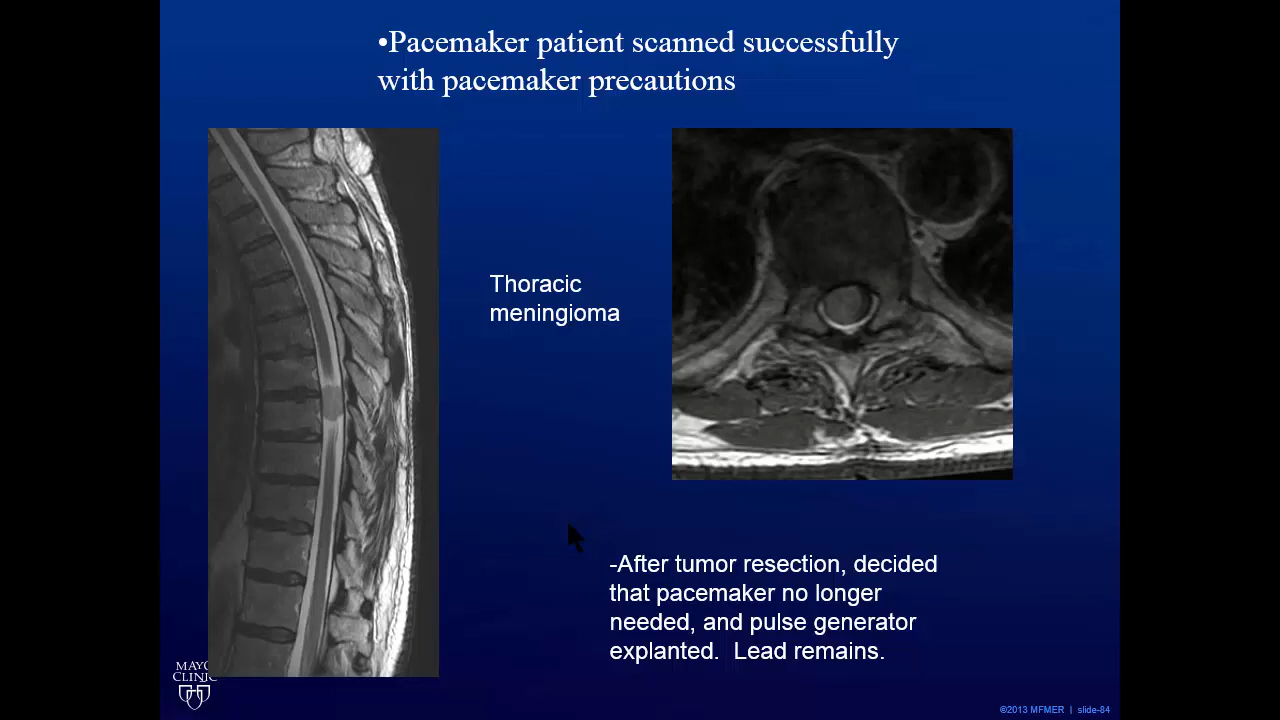 •Pacemaker patient scanned successfully
with pacemaker precautions
Thoracic
meningioma
-After tumor resection, decided
that pacemaker no longer
needed, and pulse generator
explanted.  Lead remains.
MAYO
CLINIC
©2013 MFMER | slide-84